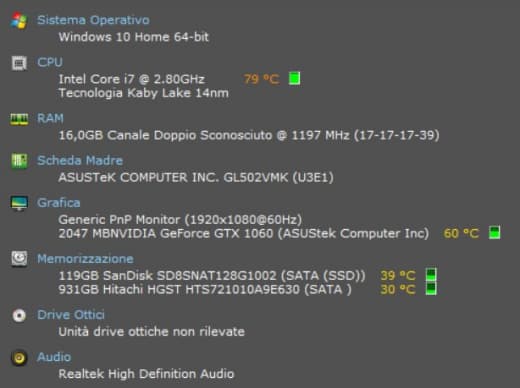 Sistema Operativo
Windows 10 Home 64-bit
CPU
Intel Core i7 @ 2.80GHz 79 °C
Tecnologia Kaby Lake 14nm
RAM
16,0GB Canale Doppio Sconosciuto @ 1197 MHz (17-17-17-39)
Scheda Madre
ASUSTeK COMPUTER INC. GL502VMK (U3E1)
Grafica
Generic PnP Monitor (1920x1080@60Hz)
2047 MBNVIDIA GeForce GTX 1060 (ASUStek Computer Inc) 60 °C
Memorizzazione
119GB SanDisk SD8SNAT128G1002 (SATA (SSD)) 39 °C
931GB Hitachi HGST HTS721010A9E630 (SATA ) 30 °C
Drive Ottici
Unità drive ottiche non rilevate
Audio
Realtek High Definition Audio